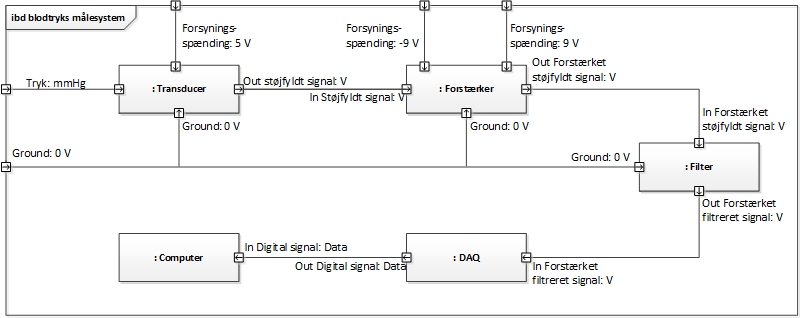 ibd blodtryks målesystem
Forsynings-
spænding: 5 V
Forsynings-
spænding: -9 V
Forsynings-
spænding: 9 V
Tryk: mmHg
: Transducer
Out støjfyldt signal: V
In Støjfyldt signal: V
: Forstærker
Out Forstærket
støjfyldt signal: V
In Forstærket
støjfyldt signal: V
Ground: 0 V
Ground: 0 V
Ground: 0 V
Ground: 0 V
: Filter
Out Forstærket
filtreret signal: V
: Computer
In Digital signal: Data
Out Digital signal: Data
: DAQ
In Forstærket
filtreret signal: V